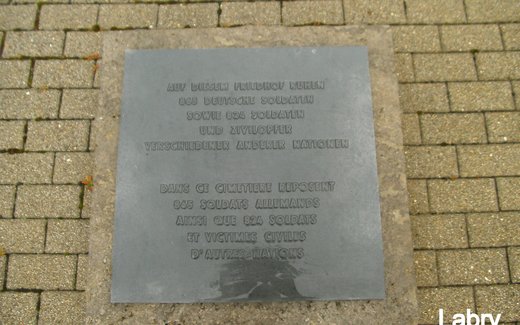 AUF DIESEM FRIEDHOF RUHEN
865 DEUTSCHE SOLDATEN
SOWIE 824 SOLDATEN
UND ZIVILOPFER
VERSCHIEDENER ANDERER NATIONEN
DANS CE CIMETIERE REPOSENT
865 SOLDATS ALLEMANDS
AINSI QUE 824 SOLDATS
ET VICTIMES CIVILES
D'AUTRES NATIONS
Labry